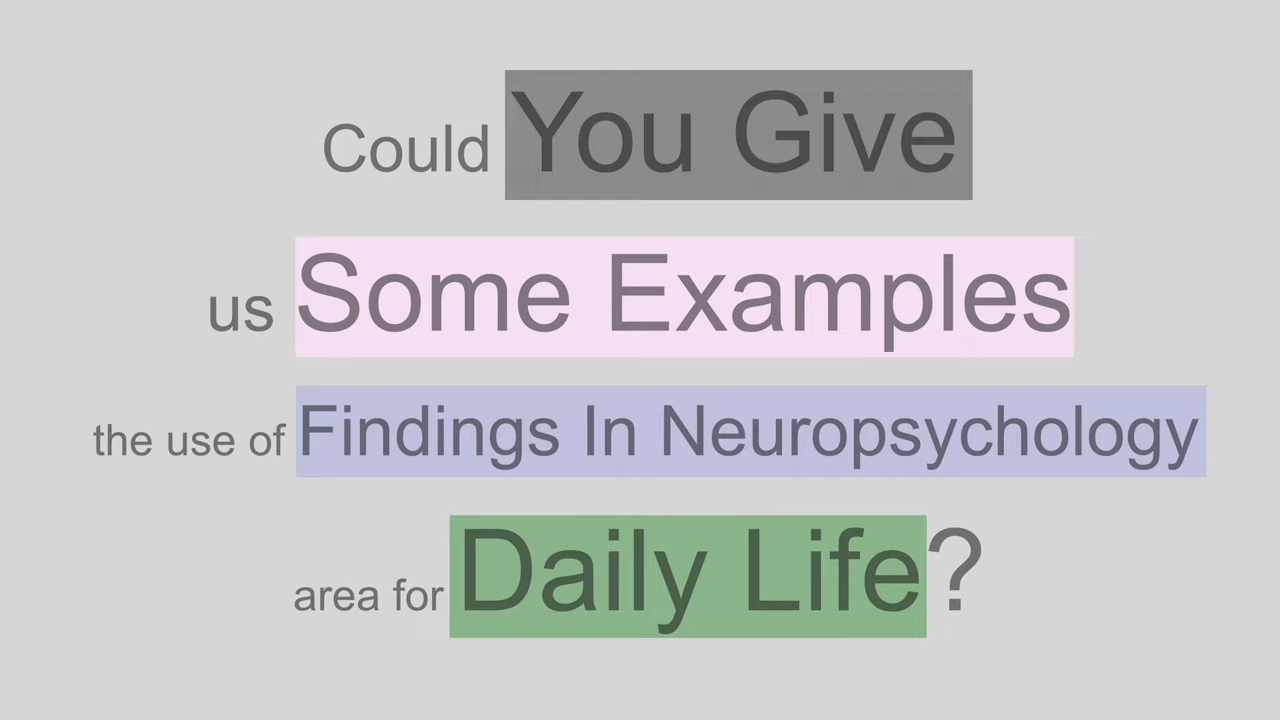 Could You Give
us Some Examples
the use of Findings In Neuropsychology
area for Daily Life?